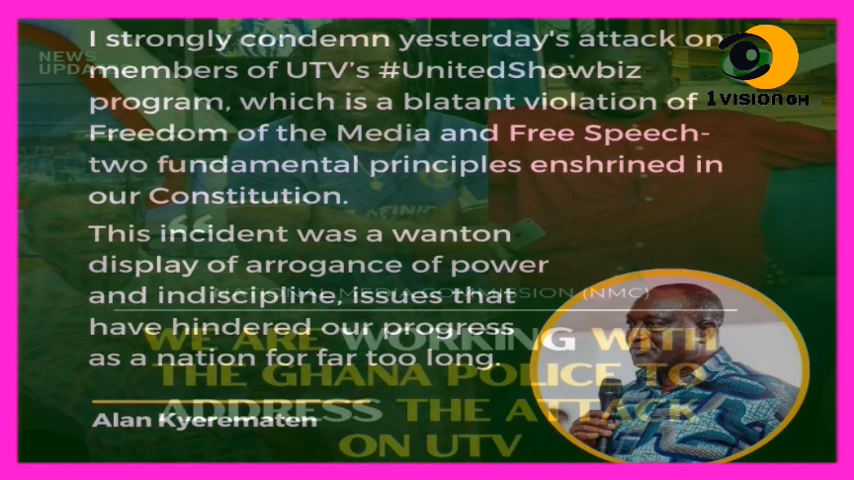 I strongly condemn yesterday's attack on
NEWS
UPDA
members of UTV's #UnitedShowbiz
program, which is a blatant violation of
1VISIONGH
Freedom of the Media and Free Speech-
two fundamental principles enshrined in
our Constitution.
This incident was a wanton
display of arrogance of power
and indiscipline, issues that
have hindered our progress
as a nation for far too long.
Alan Kyerematen
NATIONAL MEDIA COMMISSION (NMC)
WE ARE WORKING WITH
THE GHANA POLICE TO
ADDRESS THE ATTACK
ON UTV